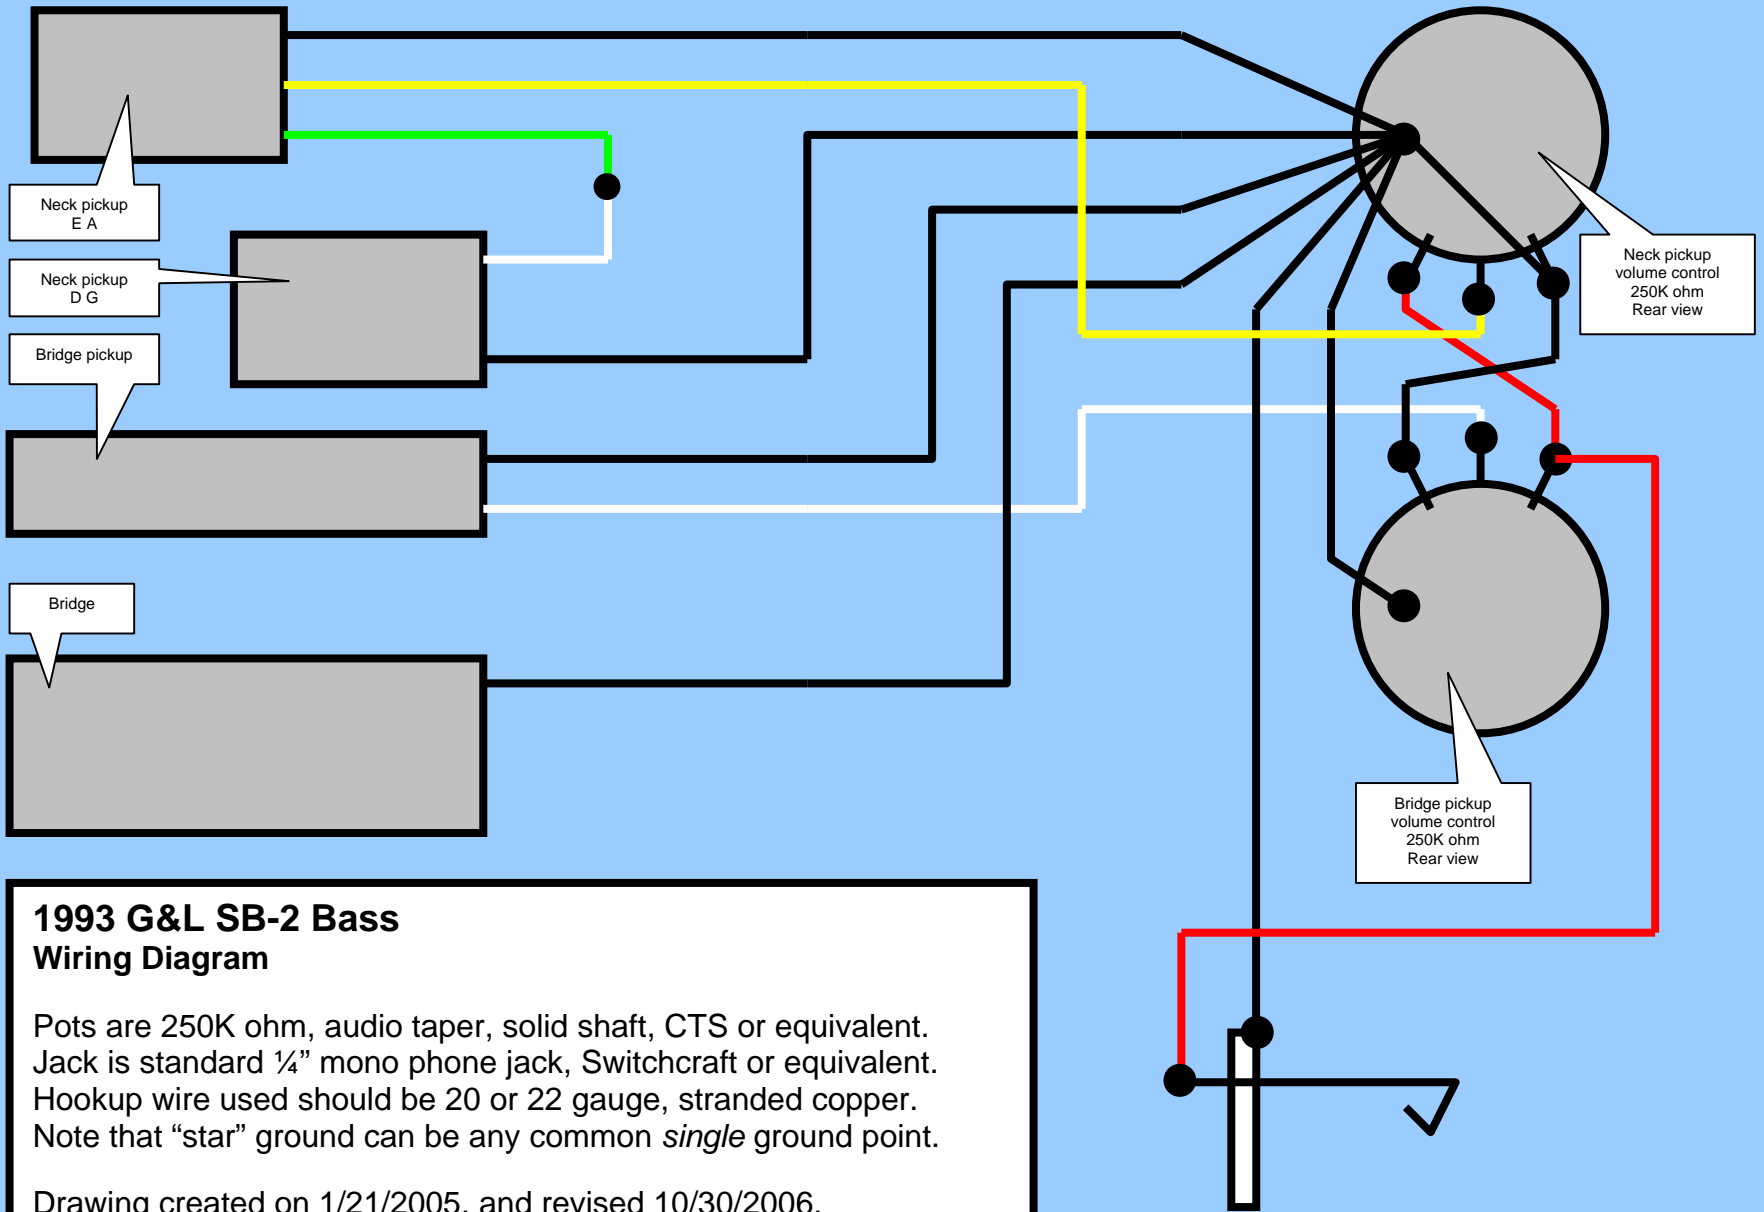 Neck pickup
E A
Neck pickup
D G
Bridge pickup
Bridge
Neck pickup
volume control
250K ohm
Rear view
Bridge pickup
volume control
250K ohm
Rear view
1993 G&L SB-2 Bass
Wiring Diagram
Pots are 250K ohm, audio taper, solid shaft, CTS or equivalent.
Jack is standard ¼” mono phone jack, Switchcraft or equivalent.
Hookup wire used should be 20 or 22 gauge, stranded copper.
Note that “star” ground can be any common single ground point.
Drawing created on 1/21/2005, and revised 10/30/2006.